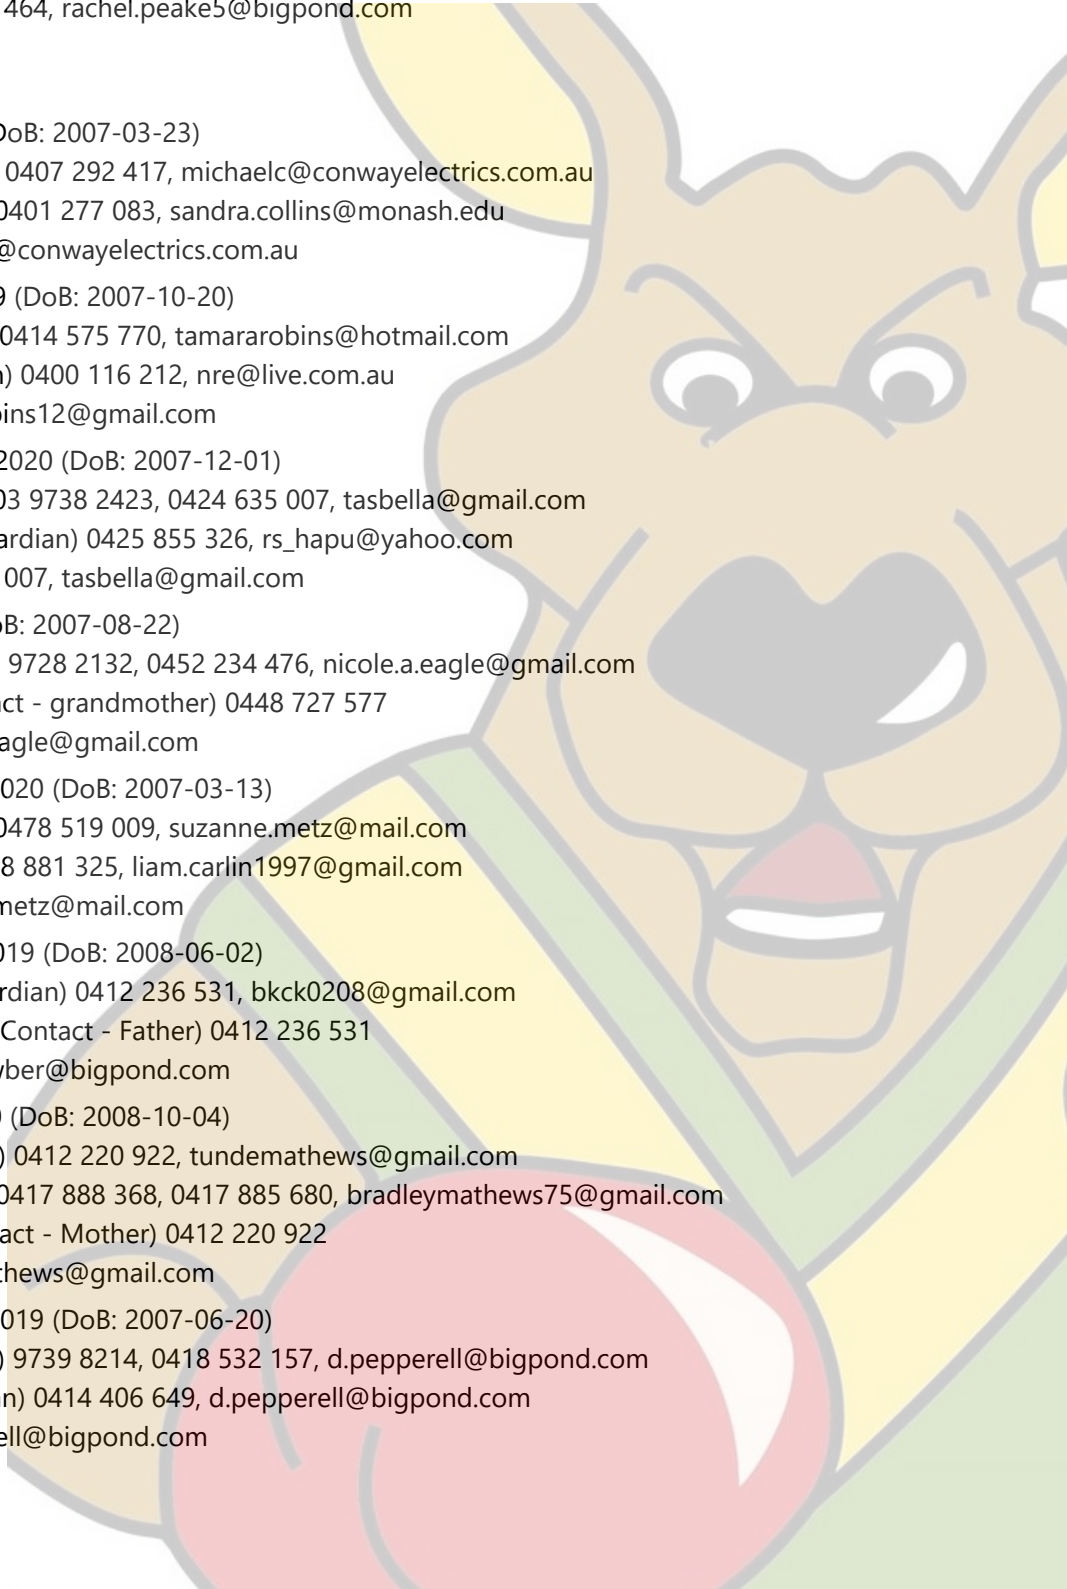 464, rachel.peake5@bigpond.com
DoB: 2007-03-23)
0407 292 417, michaelc@conwayelectrics.com.au
0401 277 083, sandra.collins@monash.edu
@conwayelectrics.com.au
9 (DoB: 2007-10-20)
0414 575 770, tamararobins@hotmail.com
) 0400 116 212, nre@live.com.au
ins12@gmail.com
2020 (DoB: 2007-12-01)
03 9738 2423, 0424 635 007, tasbella@gmail.com
ardian) 0425 855 326, rs_hapu@yahoo.com
007, tasbella@gmail.com
oB: 2007-08-22)
9728 2132, 0452 234 476, nicole.a.eagle@gmail.com
ct - grandmother) 0448 727 577
agle@gmail.com
020 (DoB: 2007-03-13)
0478 519 009, suzanne.metz@mail.com
8 881 325, liam.carlin1997@gmail.com
metz@mail.com
019 (DoB: 2008-06-02)
rdian) 0412 236 531, bkck0208@gmail.com
Contact - Father) 0412 236 531
ber@bigpond.com
(DoB: 2008-10-04)
) 0412 220 922, tundemathews@gmail.com
0417 888 368, 0417 885 680, bradleymathews75@gmail.com
act - Mother) 0412 220 922
thews@gmail.com
019 (DoB: 2007-06-20)
) 9739 8214, 0418 532 157, d.pepperell@bigpond.com
n) 0414 406 649, d.pepperell@bigpond.com
ell@bigpond.com